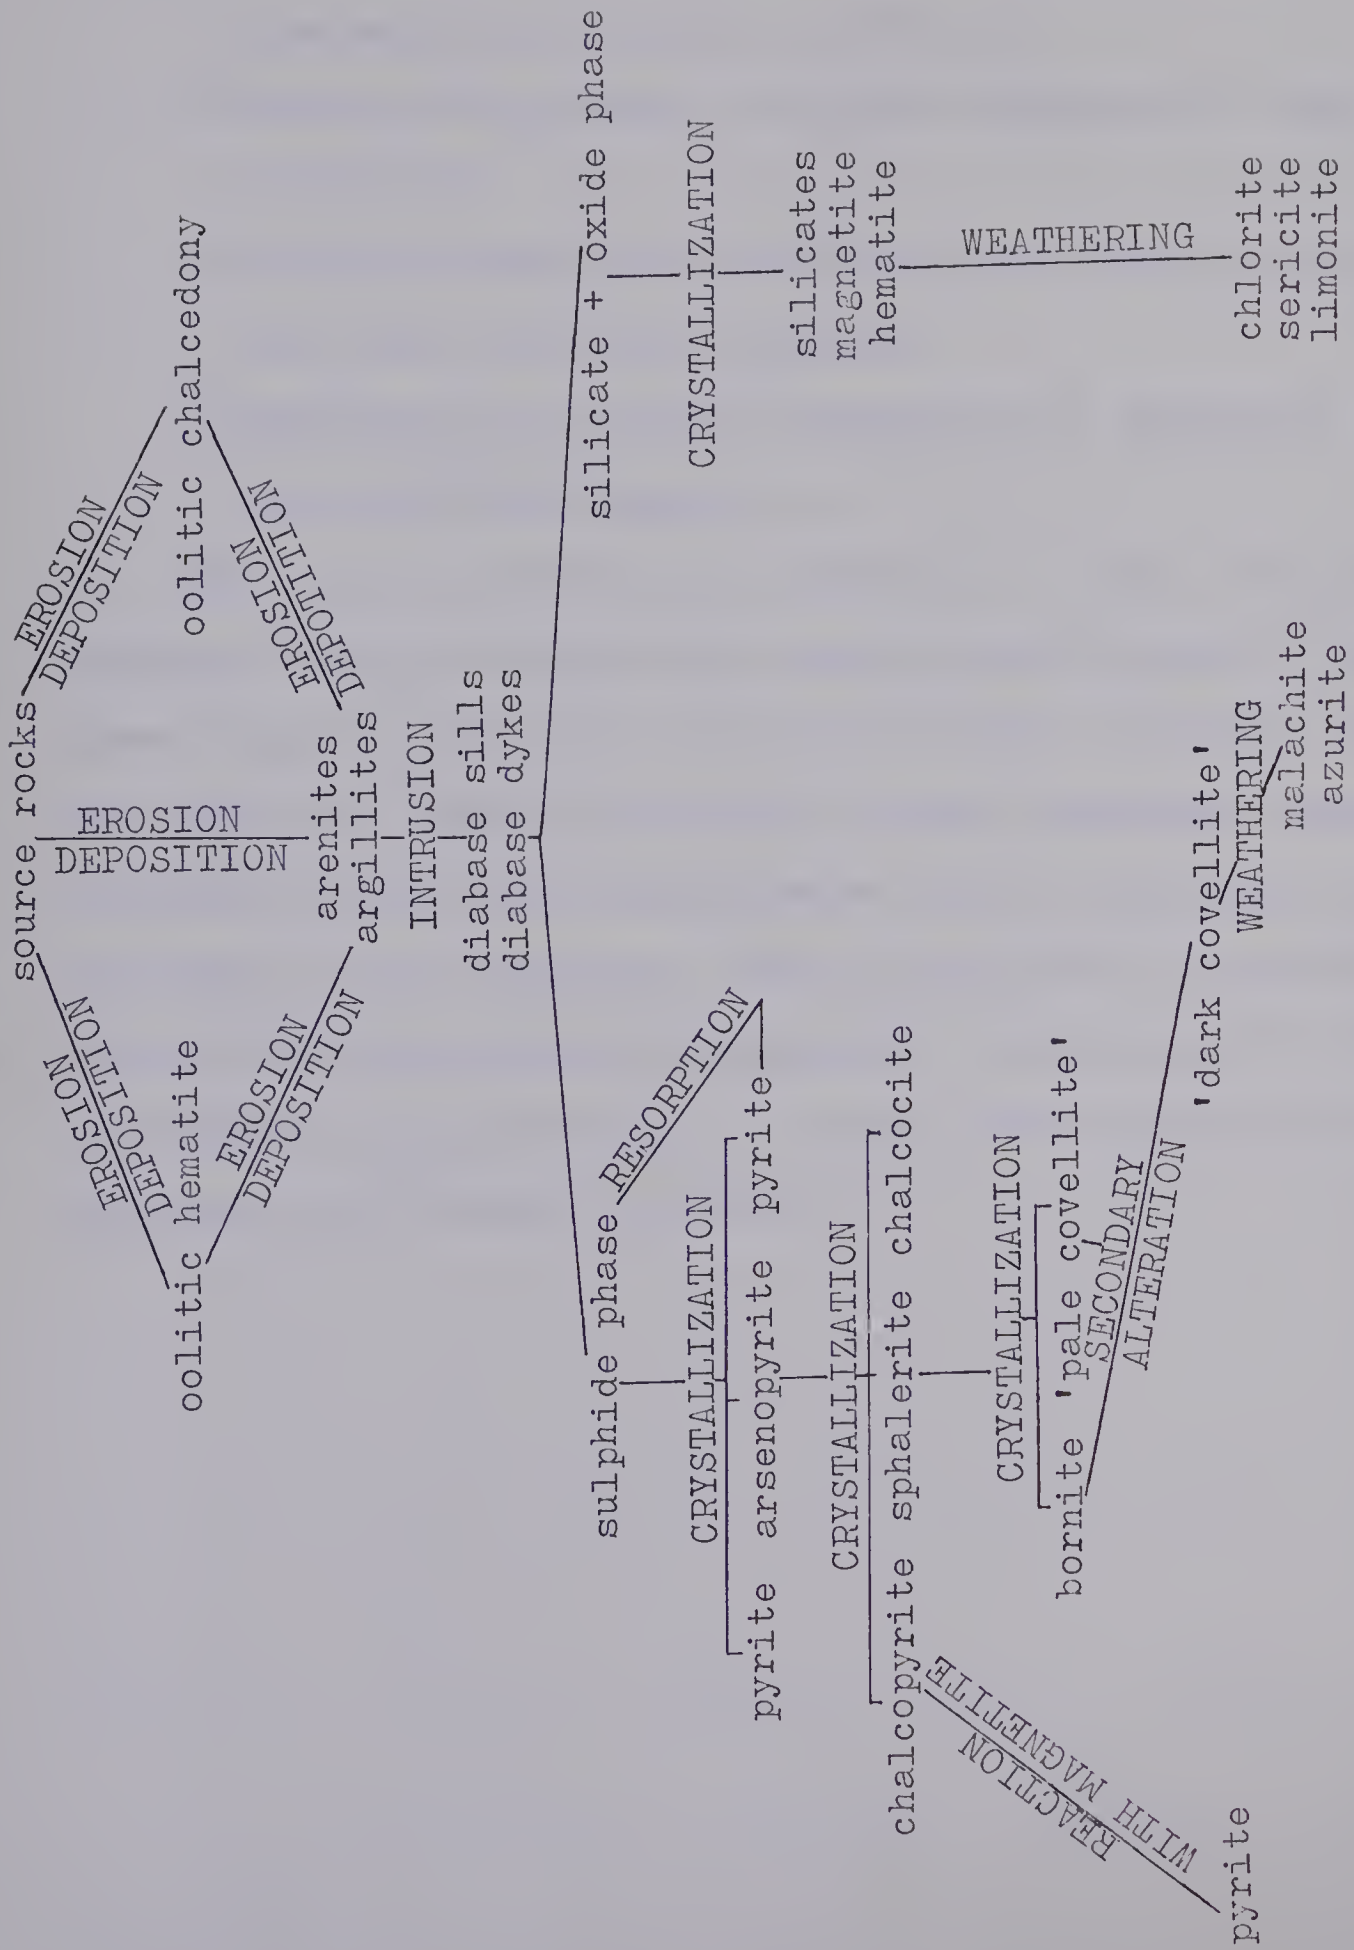 source rocks
EROSION
DEPOSITION
EROSION
DEPOSITION
EROSION
DEPOSITION
oolitic hematite
oolitic chalcedony
EROSION
DEPOSITION
EROSION
DEPOTITION
arenites
argillites
INTRUSION
diabase sills
diabase dykes
sulphide phase
RESORPTION
silicate + oxide phase
CRYSTALLIZATION
CRYSTALLIZATION
pyrite arsenopyrite pyrite
silicates
magnetite
hematite
CRYSTALLIZATION
chalcopyrite sphalerite chalcocite
WEATHERING
CRYSTALLIZATION
bornite 'pale covellite'
SECONDARY
ALTERATION
REACTION
WITH MAGNETITE
'dark covellite'
WEATHERING
pyrite
malachite
azurite
chlorite
sericite
limonite